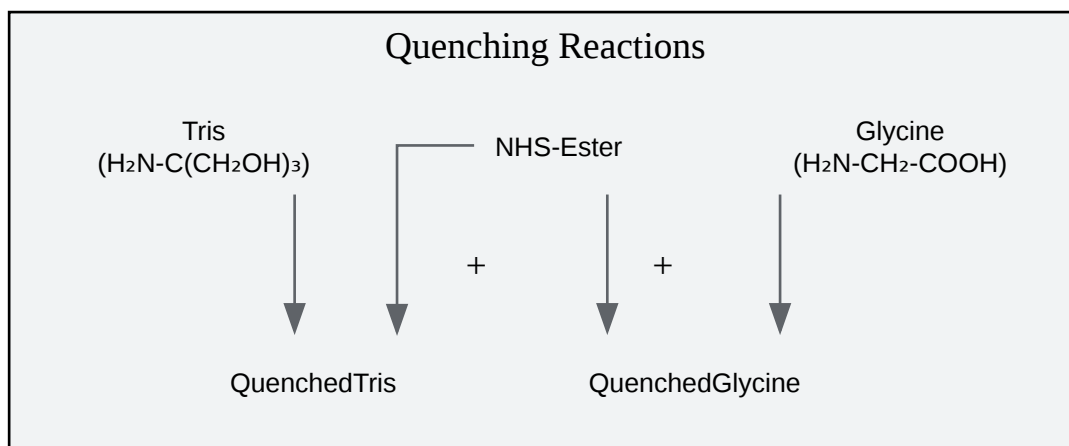 Quenching Reactions
Tris
(H₂N-C(CH₂OH)₃)
NHS-Ester
Glycine
(H₂N-CH₂-COOH)
+
+
QuenchedTris
QuenchedGlycine